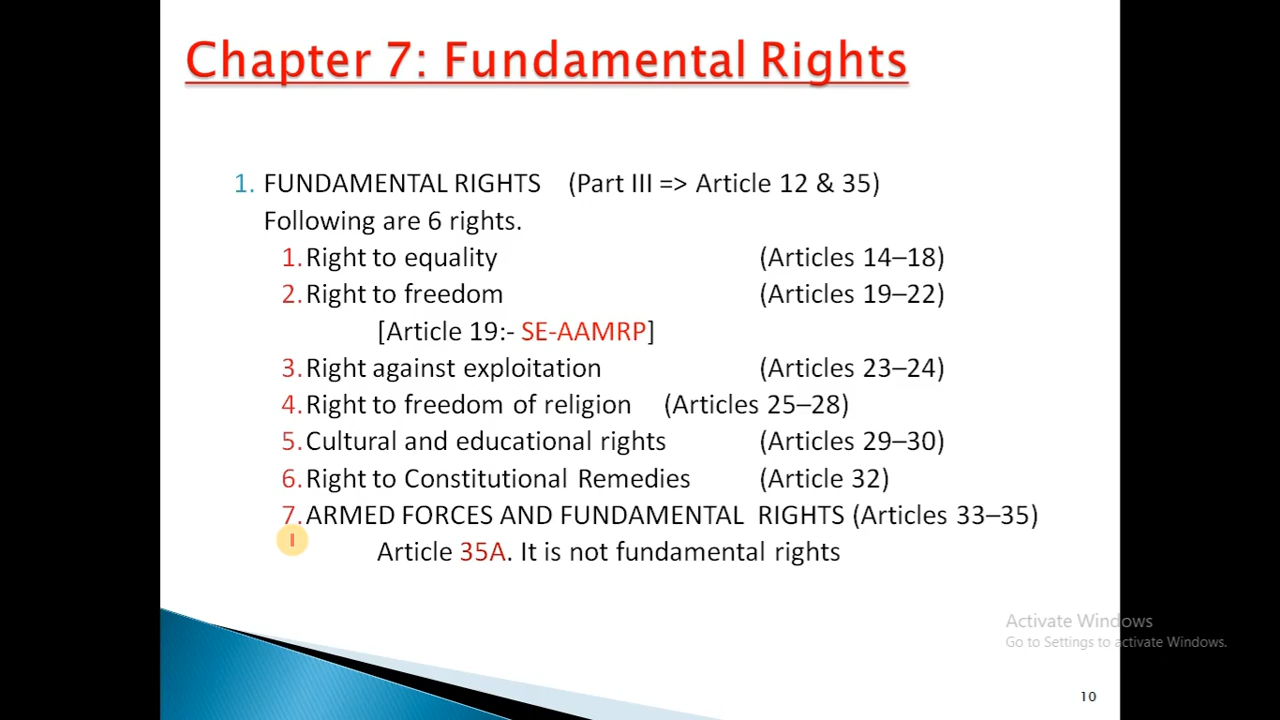 Chapter 7: Fundamental Rights
1. FUNDAMENTAL RIGHTS (Part III => Article 12 & 35)
Following are 6 rights.
1. Right to equality (Articles 14–18)
2. Right to freedom (Articles 19–22)
[Article 19:- SE-AAMRP]
3. Right against exploitation (Articles 23–24)
4. Right to freedom of religion (Articles 25–28)
5. Cultural and educational rights (Articles 29–30)
6. Right to Constitutional Remedies (Article 32)
7. ARMED FORCES AND FUNDAMENTAL RIGHTS (Articles 33–35)
Article 35A. It is not fundamental rights
Activate Windows
Go to Settings to activate Windows.
10